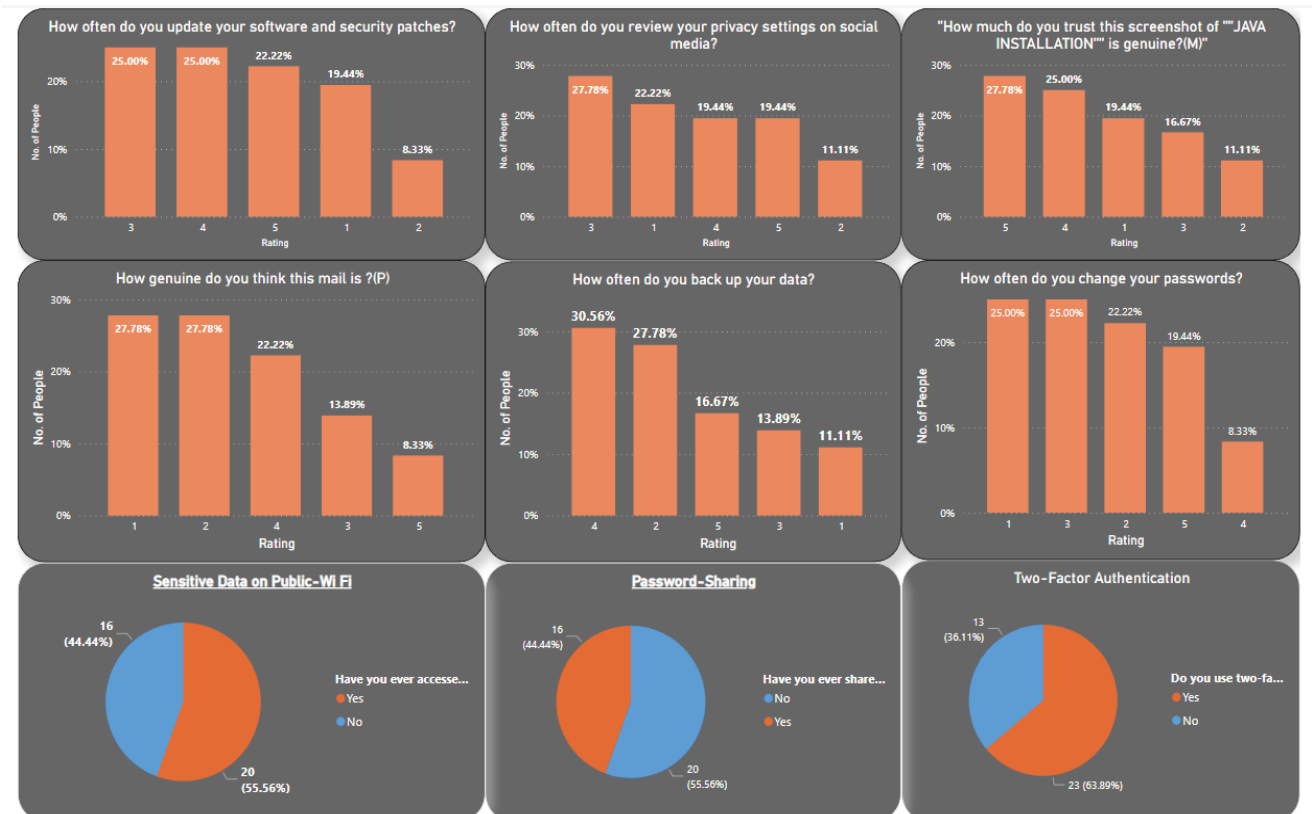 How often do you update your software and security patches?
20%
10%
0%
No. of People
25.00%
25.00%
22.22%
19.44%
8.33%
3
4
5
1
2
Rating
How often do you review your privacy settings on social
media?
30%
20%
10%
0%
No. of People
27.78%
22.22%
19.44%
19.44%
11.11%
3
1
4
5
2
Rating
"How much do you trust this screenshot of ""JAVA
INSTALLATION"" is genuine?(M)"
30%
20%
10%
0%
No. of People
27.78%
25.00%
19.44%
16.67%
11.11%
5
4
1
3
2
Rating
How genuine do you think this mail is ?(P)
30%
20%
10%
0%
No. of People
27.78%
27.78%
22.22%
13.89%
8.33%
1
2
4
3
5
Rating
How often do you back up your data?
30%
20%
10%
0%
No. of People
30.56%
27.78%
16.67%
13.89%
11.11%
4
2
5
3
1
Rating
How often do you change your passwords?
20%
10%
0%
No. of People
25.00%
25.00%
22.22%
19.44%
8.33%
1
3
2
5
4
Rating
Sensitive Data on Public-Wi Fi
16
(44.44%)
20
(55.56%)
Have you ever accesse...
Yes
No
Password-Sharing
16
(44.44%)
20
(55.56%)
Have you ever share...
No
Yes
Two-Factor Authentication
13
(36.11%)
23 (63.89%)
Do you use two-fa...
Yes
No